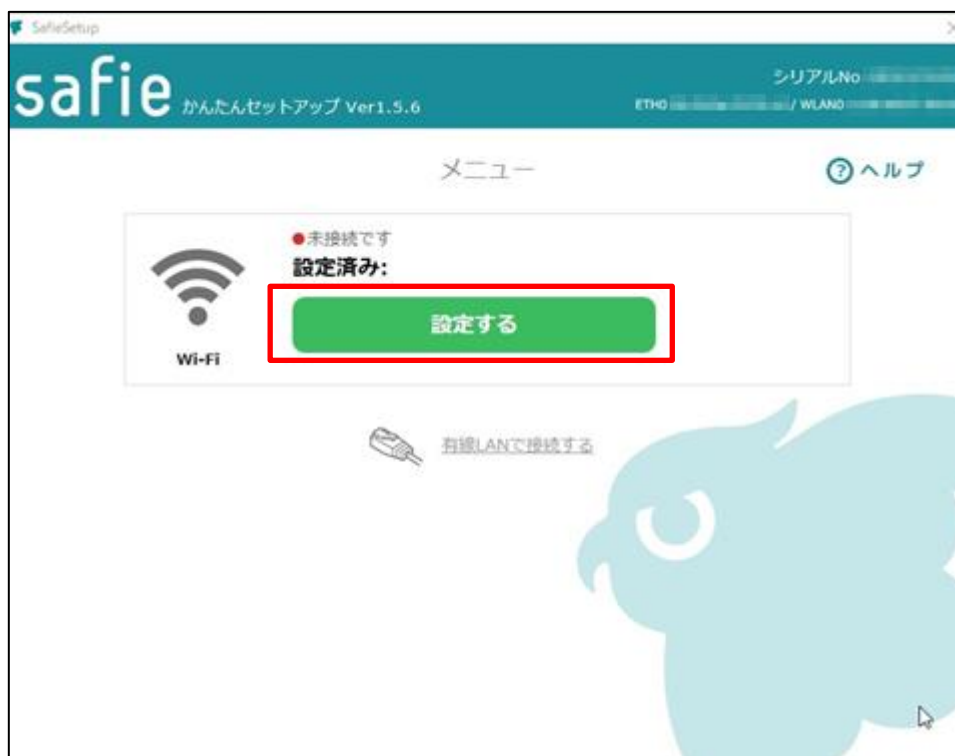 SafieSetup
safie かんたんセットアップ Ver1.5.6
シリアルNo
ETH0 / WLAN0
メニュー
? ヘルプ
●未接続です
設定済み:
設定する
Wi-Fi
有線LANで接続する